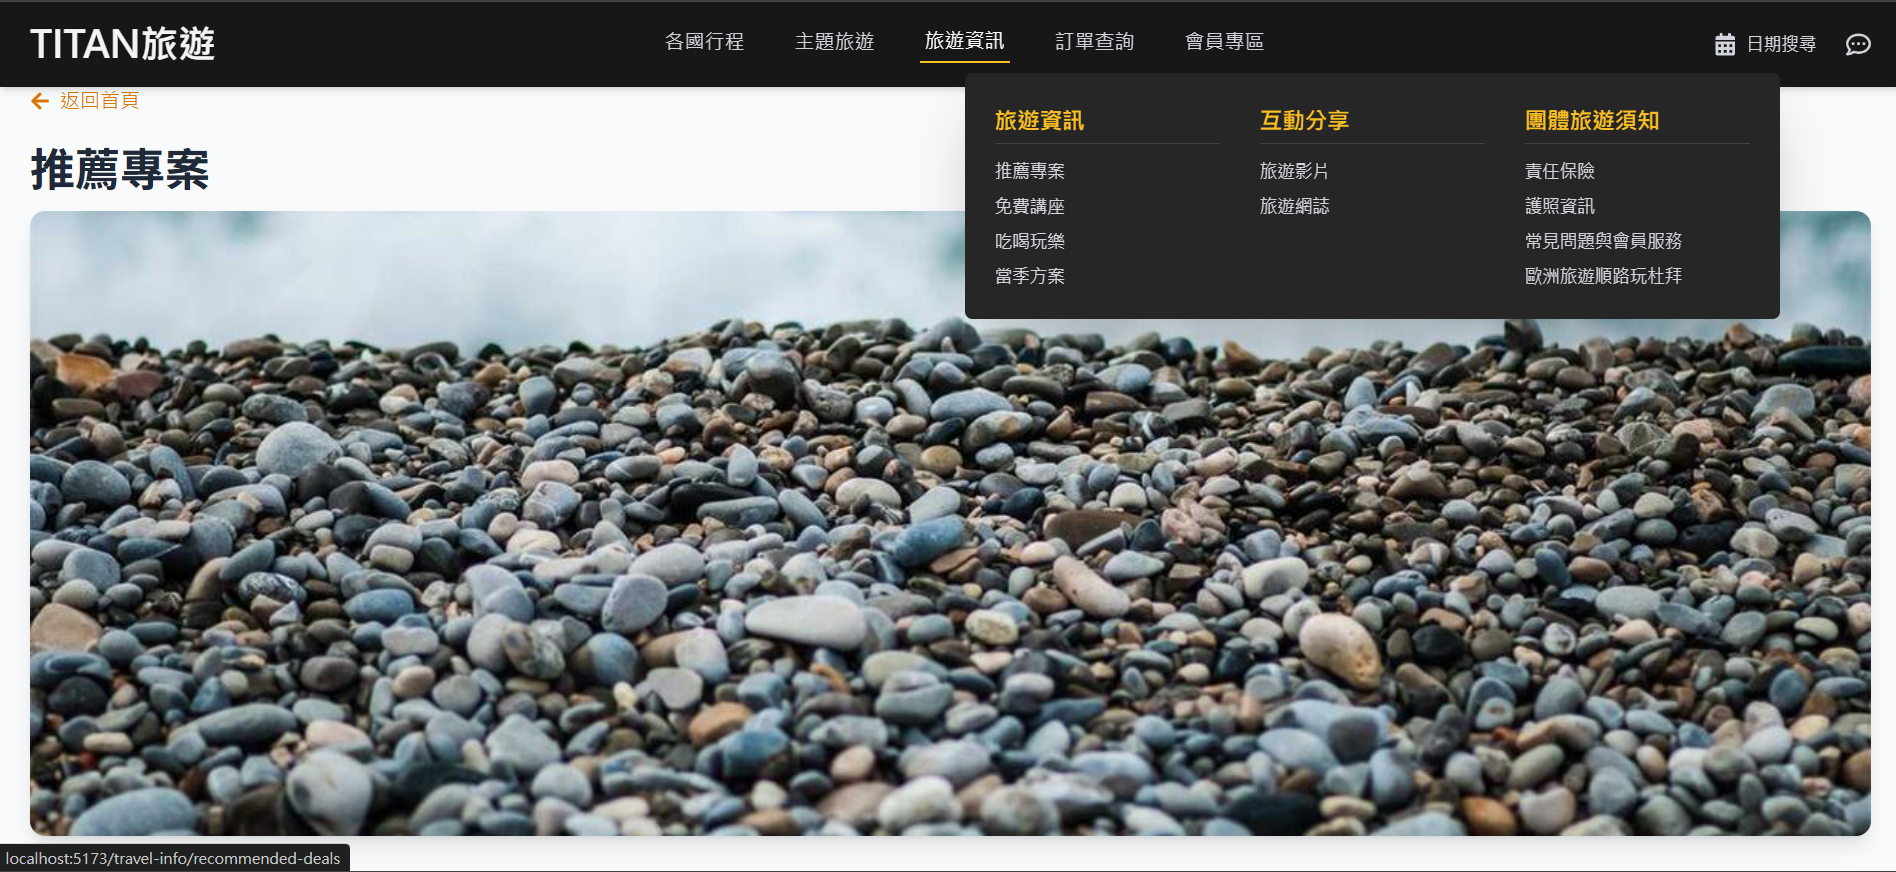 TITAN旅遊
各國行程
主題旅遊
旅遊資訊
訂單查詢
會員專區
日期搜尋
返回首頁
推薦專案
旅遊資訊
推薦專案
免費講座
吃喝玩樂
當季方案
互動分享
旅遊影片
旅遊網誌
團體旅遊須知
責任保險
護照資訊
常見問題與會員服務
歐洲旅遊順路玩杜拜
localhost:5173/travel-info/recommended-deals